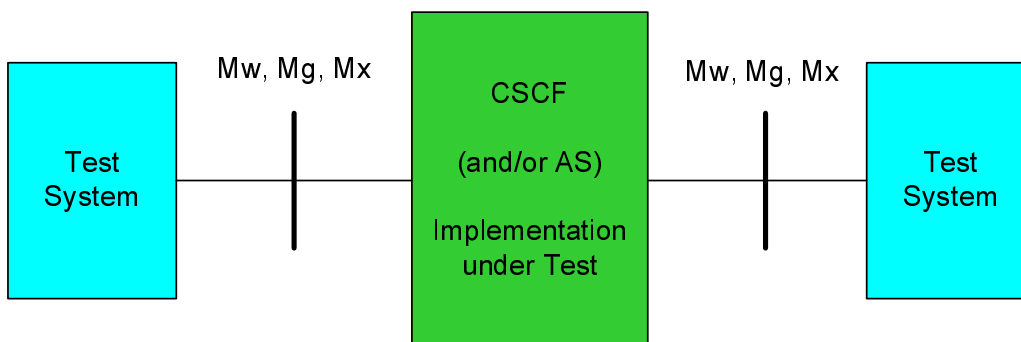 Mw, Mg, Mx
Mw, Mg, Mx
Test
System
CSCF
(and/or AS)
Implementation
under Test
Test
System